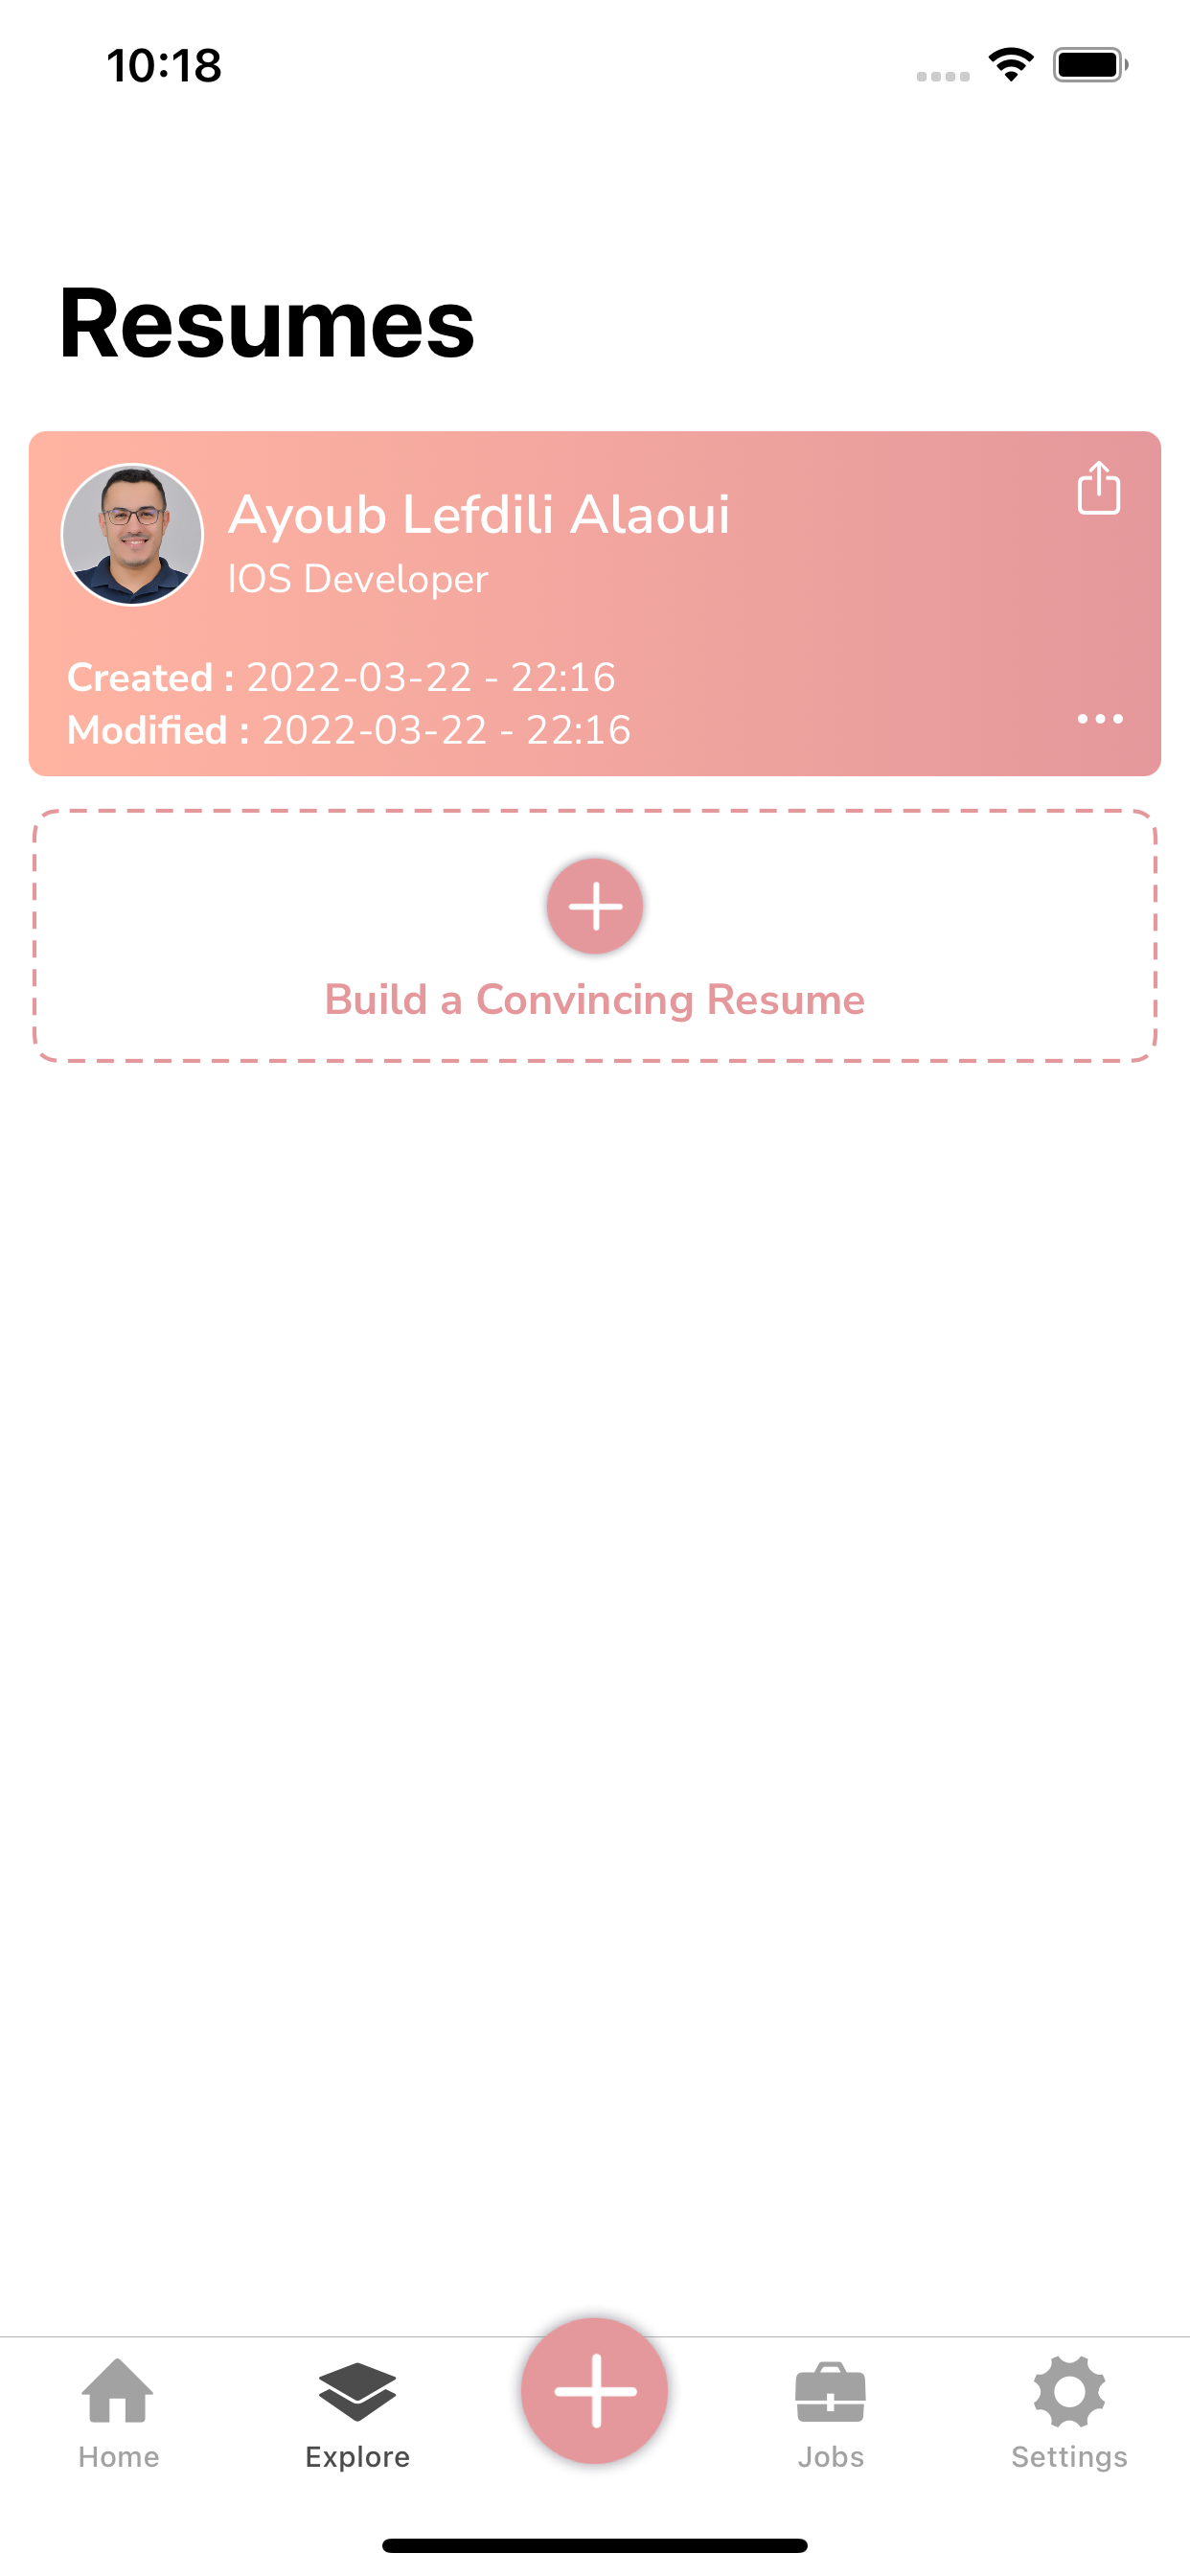 10:18
Resumes
Ayoub Lefdili Alaoui
IOS Developer
Created : 2022-03-22 - 22:16
Modified : 2022-03-22 - 22:16
Build a Convincing Resume
Home
Explore
Jobs
Settings